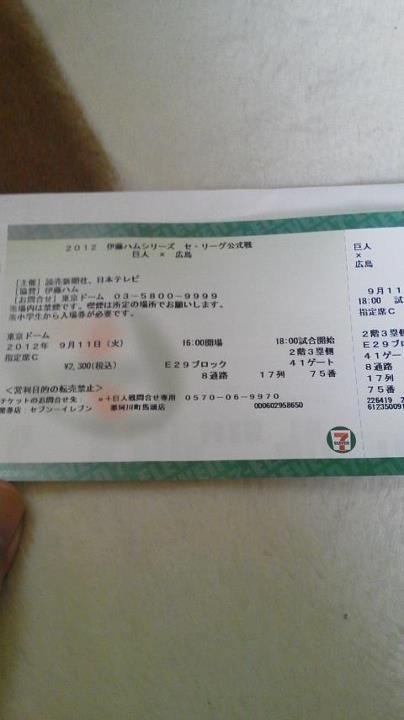 2012 伊藤ハムシリーズ セ・リーグ公式戦
巨人 × 広島
[主催] 読売新聞社、日本テレビ
[協賛] 伊藤ハム
[お問合せ] 東京ドーム 03-5800-9999
※場内は禁煙です。喫煙は所定の場所でお願いします。
※小学生から入場券が必要です。
東京ドーム
2012年 9月11日(火) 16:00開場 18:00試合開始
指定席C 2階3塁側
¥2,300(税込) E29ブロック 41ゲート
8通路 17列 75番
<営利目的の転売禁止>
チケットのお問合せ先: e+巨人戦問合せ専用 0570-06-9970
発券店: セブン-イレブン 那珂川町馬頭店 000602958650
7
ELEVEN
巨人
×
広島
9月11
18:00 試
指定席C
2階3塁
E29ブ
41ゲー
8通路
17列
75番
226419
612350091